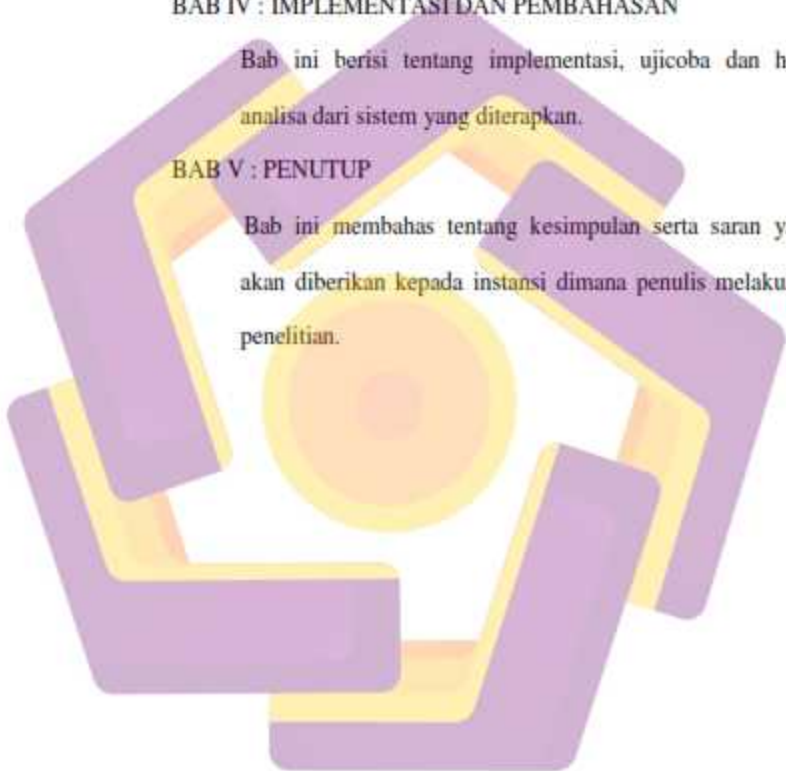 BAB IV : IMPLEMENTASI DAN PEMBAHASAN
Bab ini berisi tentang implementasi, ujicoba dan h
analisa dari sistem yang diterapkan.
BAB V : PENUTUP
Bab ini membahas tentang kesimpulan serta saran y
akan diberikan kepada instansi dimana penulis melaku
penelitian.